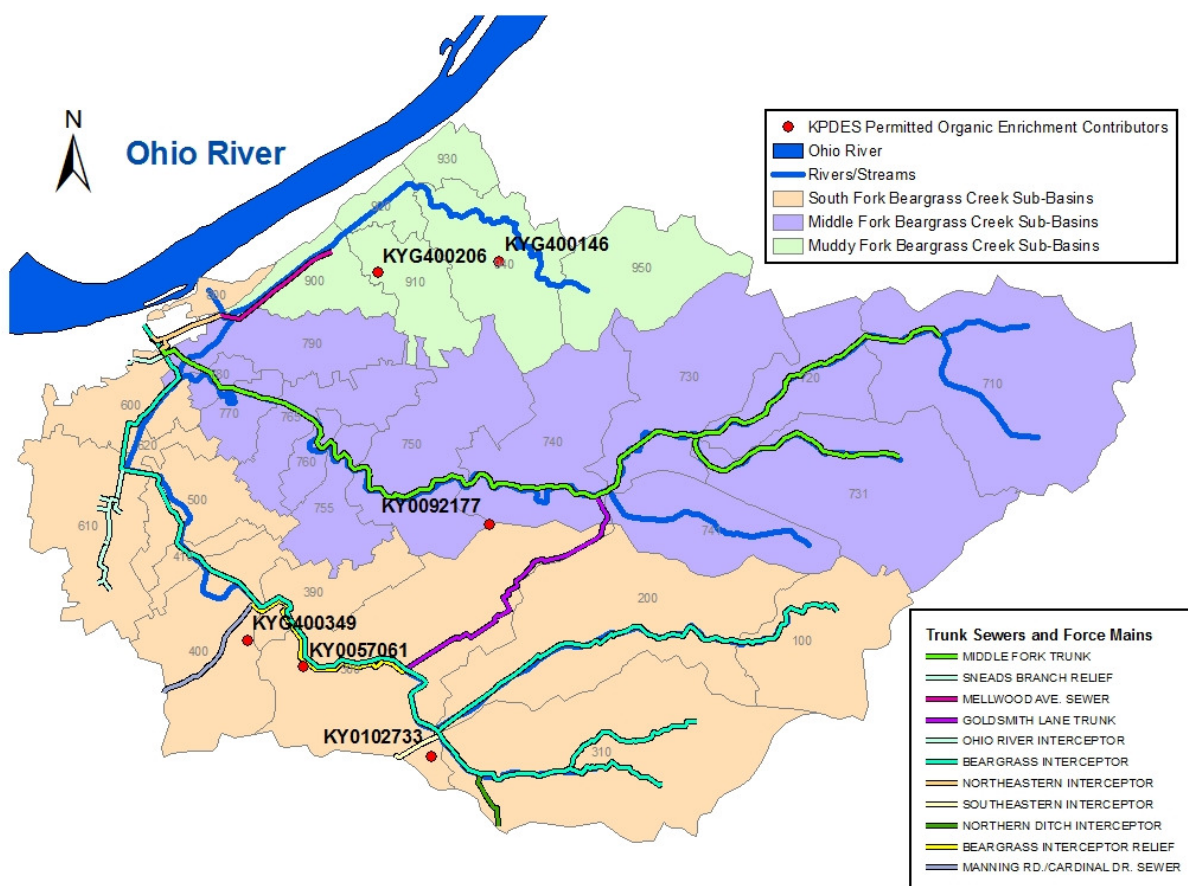 N
Ohio River
KPDES Permitted Organic Enrichment Contributors
Ohio River
Rivers/Streams
South Fork Beargrass Creek Sub-Basins
Middle Fork Beargrass Creek Sub-Basins
Muddy Fork Beargrass Creek Sub-Basins
930
920
KYG400146
KYG400206
940
950
900
910
790
730
720
710
770
600
750
740
760
731
500
755
KY0092177
610
390
200
100
KYG400349
400
KY0057061
KY0102733
310
Trunk Sewers and Force Mains
MIDDLE FORK TRUNK
SNEADS BRANCH RELIEF
MELLWOOD AVE. SEWER
GOLDSMITH LANE TRUNK
OHIO RIVER INTERCEPTOR
BEARGRASS INTERCEPTOR
NORTHEASTERN INTERCEPTOR
SOUTHEASTERN INTERCEPTOR
NORTHERN DITCH INTERCEPTOR
BEARGRASS INTERCEPTOR RELIEF
MANNING RD./CARDINAL DR. SEWER